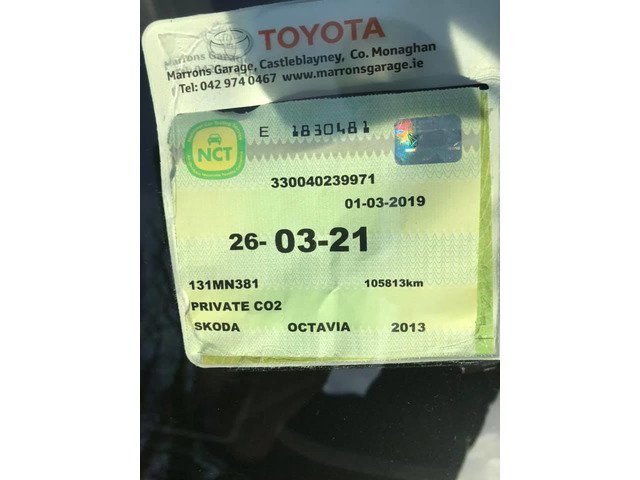 TOYOTA
Marrons Garage, Castleblayney, Co. Monaghan
Tel: 042 974 0467 www.marronsgarage.ie
E 1830481
NCT
330040239971
01-03-2019
26- 03-21
131MN381 105813km
PRIVATE CO2
SKODA OCTAVIA 2013